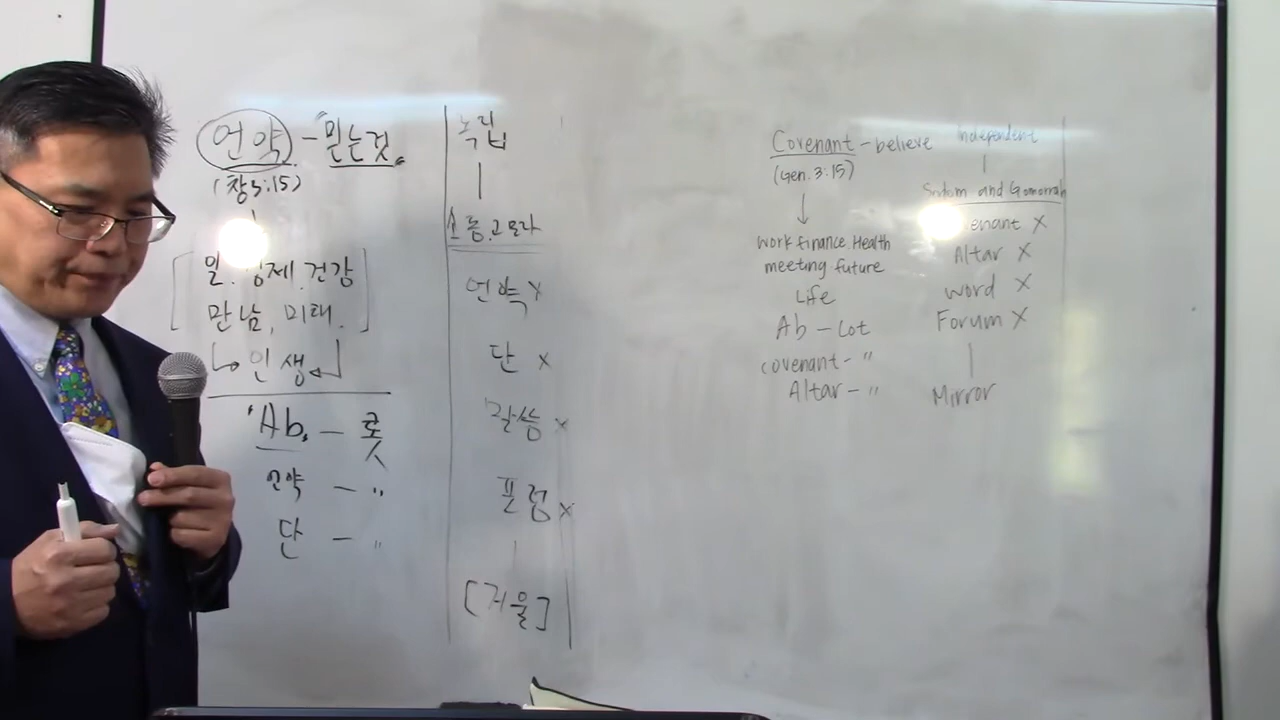 언약 - "믿는것"
(창3:15)
[일. 경제. 건강
만남, 미래.]
↳ 인생 ↲
"Ab" - 롯
언약 - "
단 - "
독립
|
소돔.고모라
언약 X
단 X
말씀 X
포럼 X
|
[거울]
Covenant - believe
(Gen. 3:15)
↓
work finance. Health
meeting future
Life
Ab - Lot
covenant - "
Altar - "
Independent
|
Sodom and Gomorrah
enant X
Altar X
word X
Forum X
|
Mirror